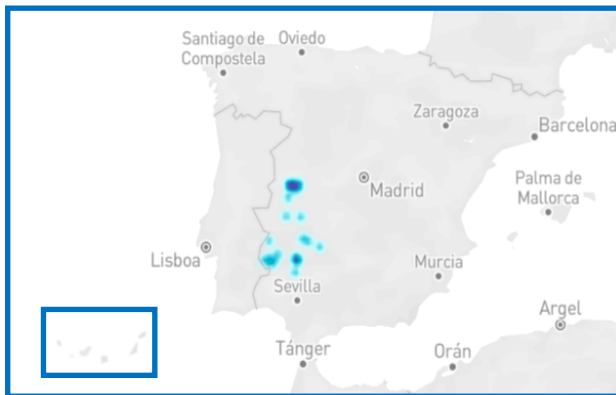 Santiago de
Compostela
Oviedo
Zaragoza
Barcelona
Madrid
Palma de
Mallorca
Lisboa
Murcia
Sevilla
Argel
Tánger
Orán